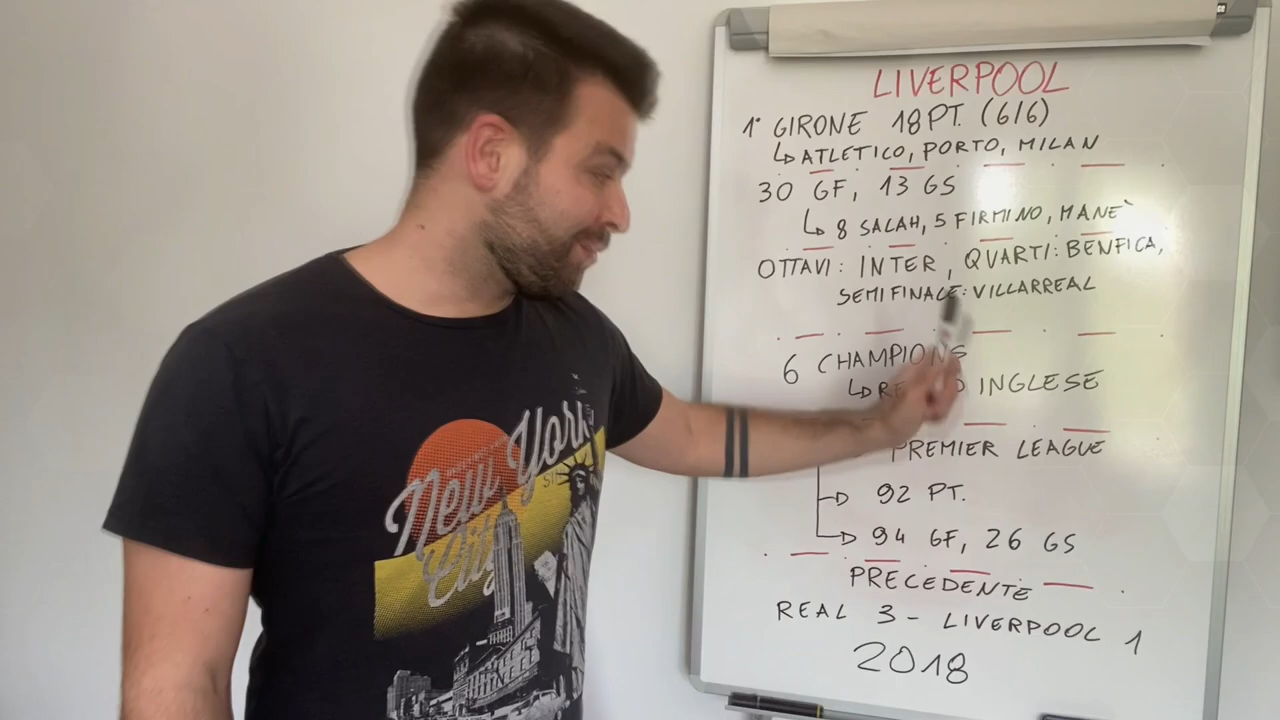 LIVERPOOL
1° GIRONE 18 PT. (6/6)
↳ ATLETICO, PORTO, MILAN
30 GF, 13 GS
↳ 8 SALAH, 5 FIRMINO, MANE`
OTTAVI: INTER, QUARTI: BENFICA,
SEMIFINALE: VILLARREAL
6 CHAMPIONS
INGLESE
PREMIER LEAGUE
→ 92 PT.
→ 94 GF, 26 GS
PRECEDENTE
REAL 3 - LIVERPOOL 1
2018
New York
City